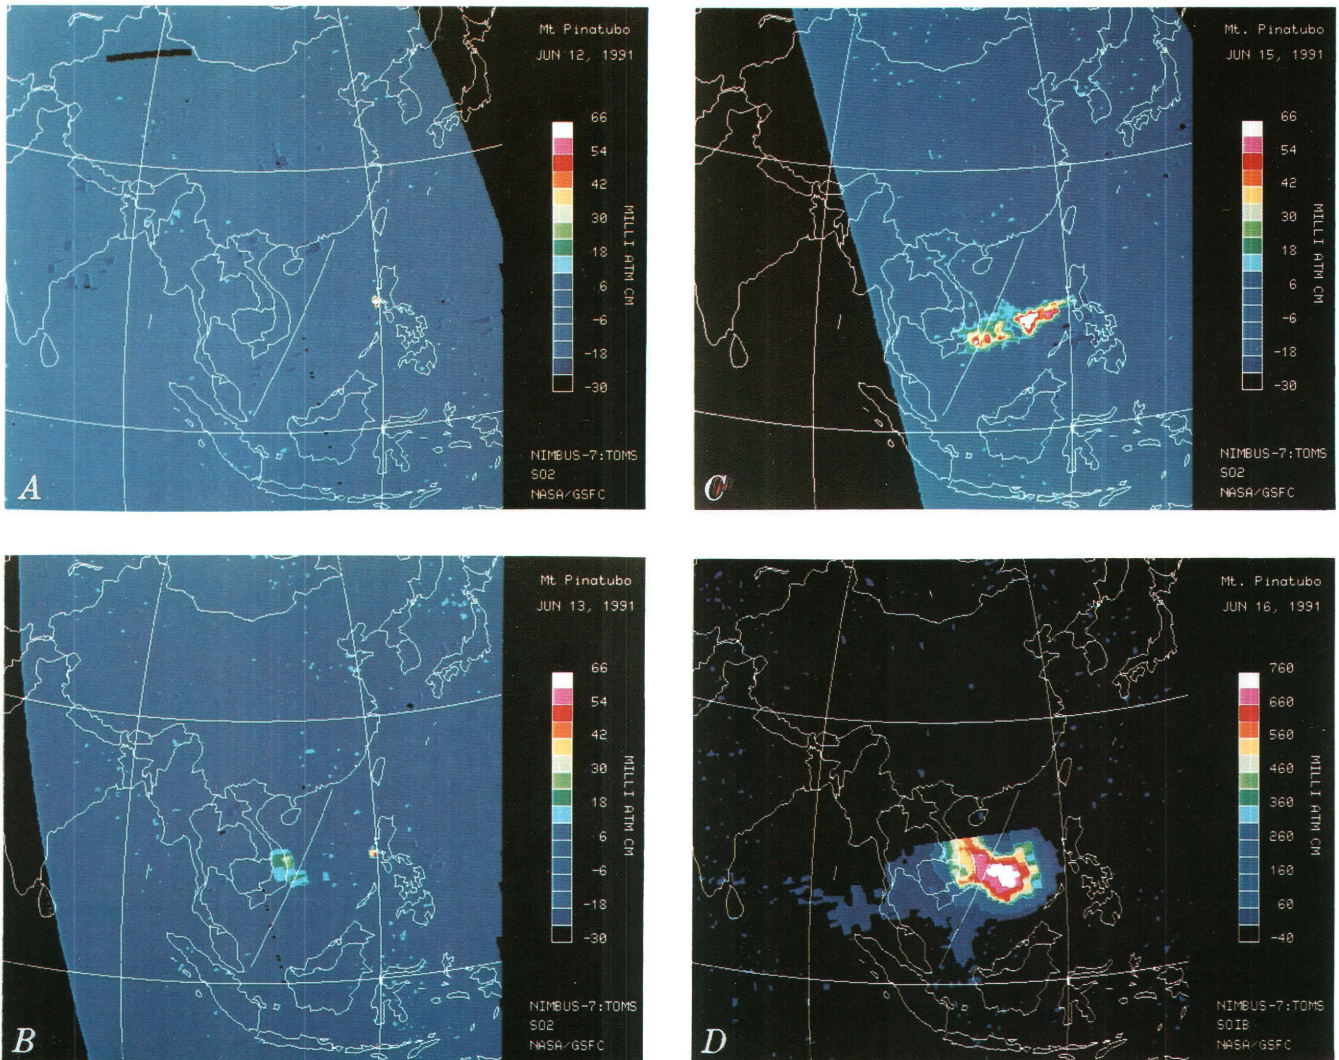 Mt Pinatubo
JUN 12, 1991
66
54
42
30
18
6
-6
-18
-30
MILLI ATM CM
NIMBUS-7:TOMS
SO2
NASA/GSFC
A
Mt. Pinatubo
JUN 15, 1991
66
54
42
30
18
6
-6
-18
-30
MILLI ATM CM
NIMBUS-7:TOMS
SO2
NASA/GSFC
C
Mt Pinatubo
JUN 13, 1991
66
54
42
30
18
6
-6
-18
-30
MILLI ATM CM
NIMBUS-7:TOMS
SO2
NASA/GSFC
B
Mt. Pinatubo
JUN 16, 1991
760
660
560
460
360
260
160
60
-40
MILLI ATM CM
NIMBUS-7:TOMS
SOIB
NASA/GSFC
D